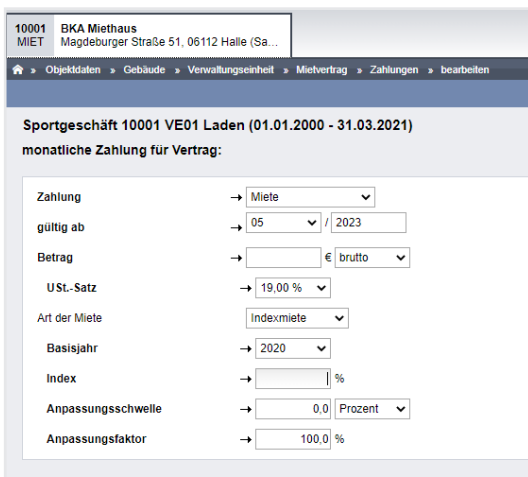 10001 BKA Miethaus
MIET Magdeburger Straße 51, 06112 Halle (Sa...
» Objektdaten » Gebäude » Verwaltungseinheit » Mietvertrag » Zahlungen » bearbeiten
Sportgeschäft 10001 VE01 Laden (01.01.2000 - 31.03.2021)
monatliche Zahlung für Vertrag:
Zahlung → Miete
gültig ab → 05 / 2023
Betrag → € brutto
USt.-Satz → 19,00 %
Art der Miete Indexmiete
Basisjahr → 2020
Index → %
Anpassungsschwelle → 0,0 Prozent
Anpassungsfaktor → 100,0 %